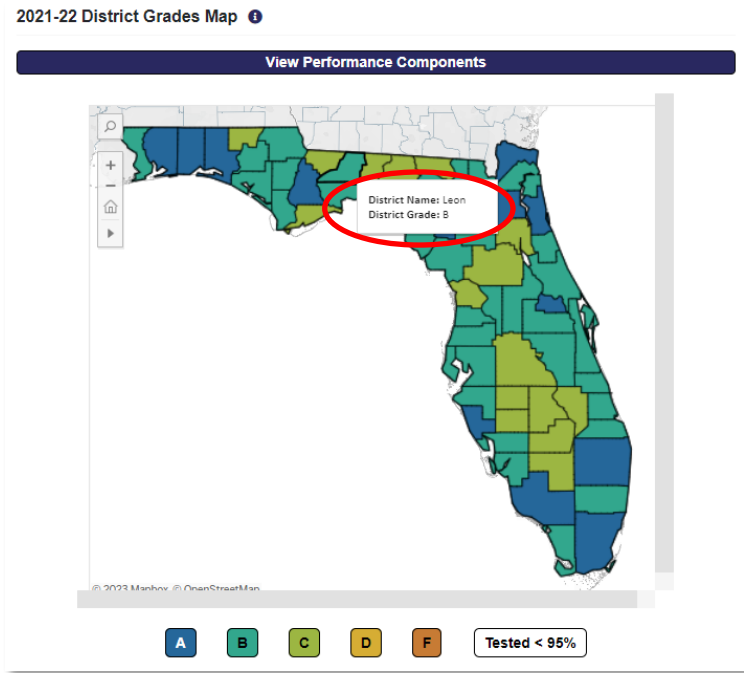 2021-22 District Grades Map
View Performance Components
District Name: Leon
District Grade: B
© 2023 Mapbox © OpenStreetMap
A B C D F Tested < 95%